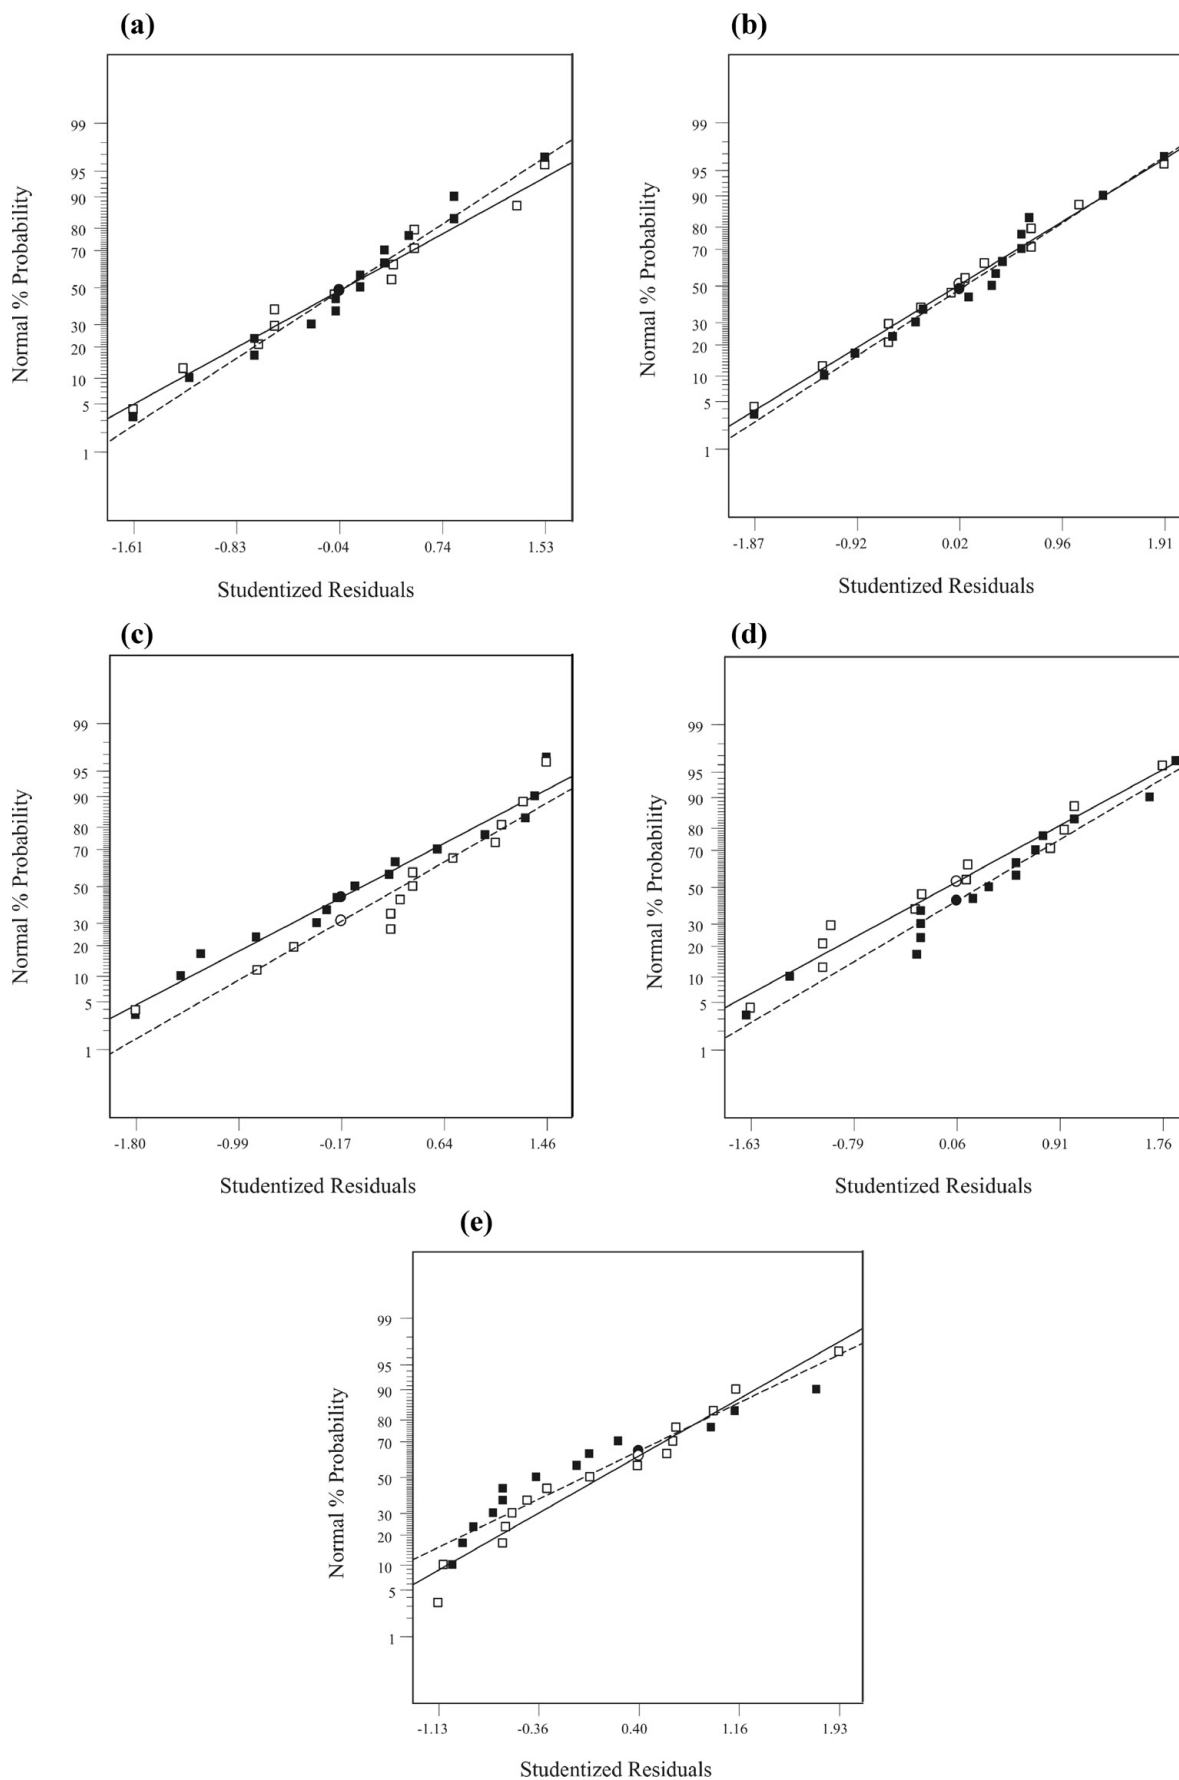 (a)
(b)
99
95
90
80
70
50
30
20
10
5
1
Normal % Probability
-1.61 -0.83 -0.04 0.74 1.53
Studentized Residuals
99
95
90
80
70
50
30
20
10
5
1
Normal % Probability
-1.87 -0.92 0.02 0.96 1.91
Studentized Residuals
(c)
(d)
99
95
90
80
70
50
30
20
10
5
1
Normal % Probability
-1.80 -0.99 -0.17 0.64 1.46
Studentized Residuals
99
95
90
80
70
50
30
20
10
5
1
Normal % Probability
-1.63 -0.79 0.06 0.91 1.76
Studentized Residuals
(e)
99
95
90
80
70
50
30
20
10
5
1
Normal % Probability
-1.13 -0.36 0.40 1.16 1.93
Studentized Residuals